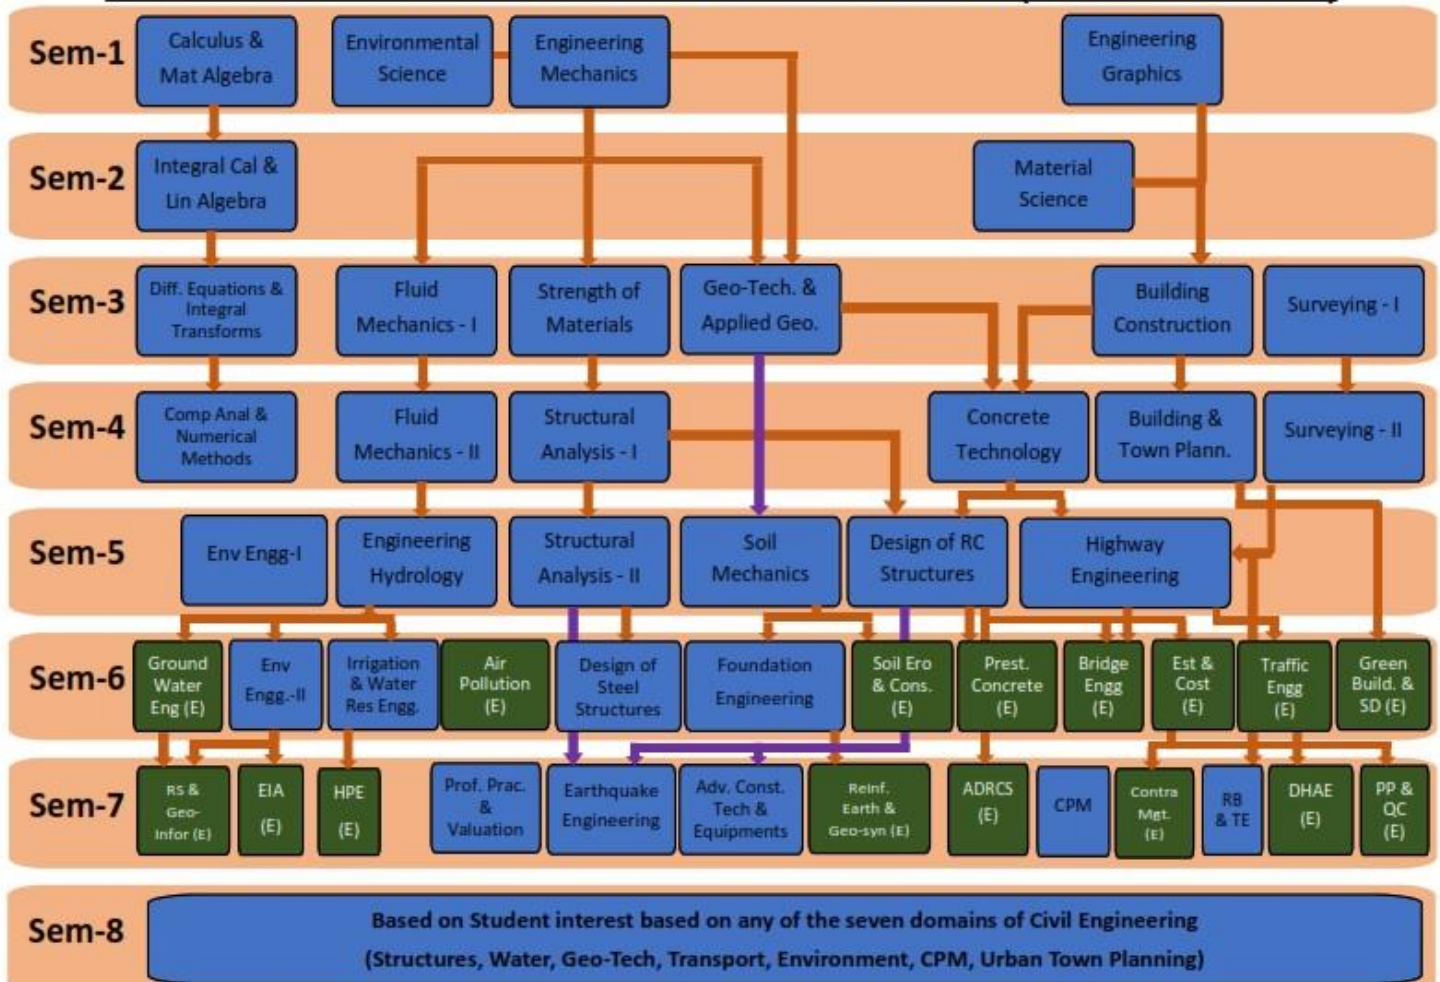 Sem-1
Calculus &
Mat Algebra
Environmental
Science
Engineering
Mechanics
Engineering
Graphics
Sem-2
Integral Cal &
Lin Algebra
Material
Science
Sem-3
Diff. Equations &
Integral
Transforms
Fluid
Mechanics - I
Strength of
Materials
Geo-Tech. &
Applied Geo.
Building
Construction
Surveying - I
Sem-4
Comp Anal &
Numerical
Methods
Fluid
Mechanics - II
Structural
Analysis - I
Concrete
Technology
Building &
Town Plann.
Surveying - II
Sem-5
Env Engg-I
Engineering
Hydrology
Structural
Analysis - II
Soil
Mechanics
Design of RC
Structures
Highway
Engineering
Sem-6
Ground
Water
Eng (E)
Env
Engg.-II
Irrigation
& Water
Res Engg.
Air
Pollution
(E)
Design of
Steel
Structures
Foundation
Engineering
Soil Ero
& Cons.
(E)
Prest.
Concrete
(E)
Bridge
Engg
(E)
Est &
Cost
(E)
Traffic
Engg
(E)
Green
Build. &
SD (E)
Sem-7
RS &
Geo-
Infor (E)
EIA
(E)
HPE
(E)
Prof. Prac.
&
Valuation
Earthquake
Engineering
Adv. Const.
Tech &
Equipments
Reinf.
Earth &
Geo-syn (E)
ADRCS
(E)
CPM
Contra
Mgt.
(E)
RB
& TE
DHAE
(E)
PP &
QC
(E)
Sem-8
Based on Student interest based on any of the seven domains of Civil Engineering
(Structures, Water, Geo-Tech, Transport, Environment, CPM, Urban Town Planning)